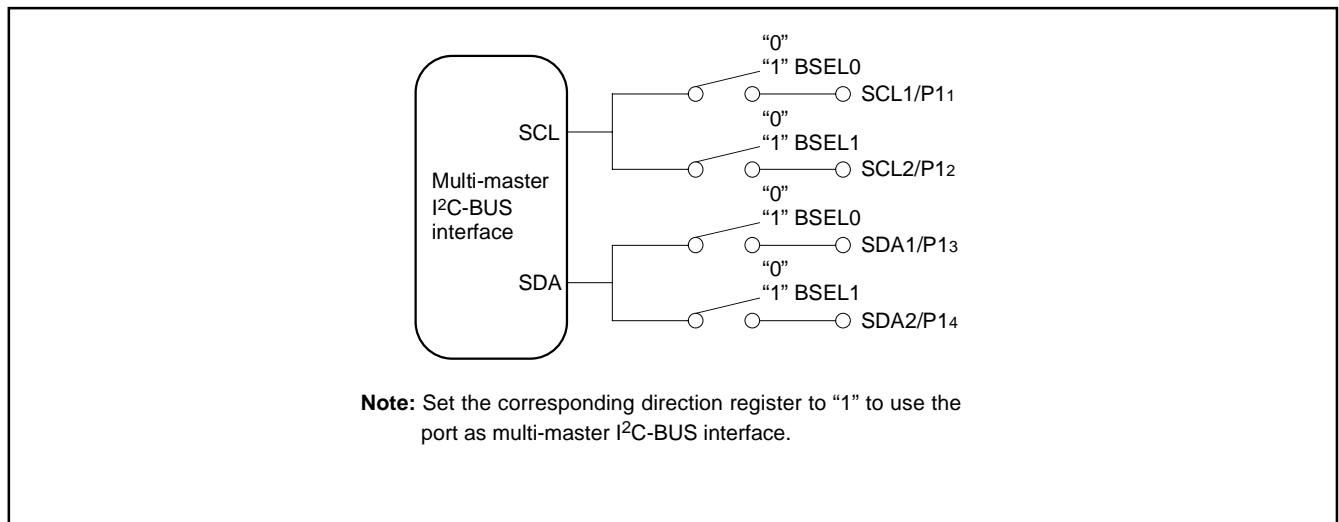 “0”
“1” BSEL0
SCL1/P11
SCL
“0”
“1” BSEL1
SCL2/P12
Multi-master
I2C-BUS
interface
“0”
“1” BSEL0
SDA1/P13
SDA
“0”
“1” BSEL1
SDA2/P14
Note: Set the corresponding direction register to “1” to use the
port as multi-master I2C-BUS interface.